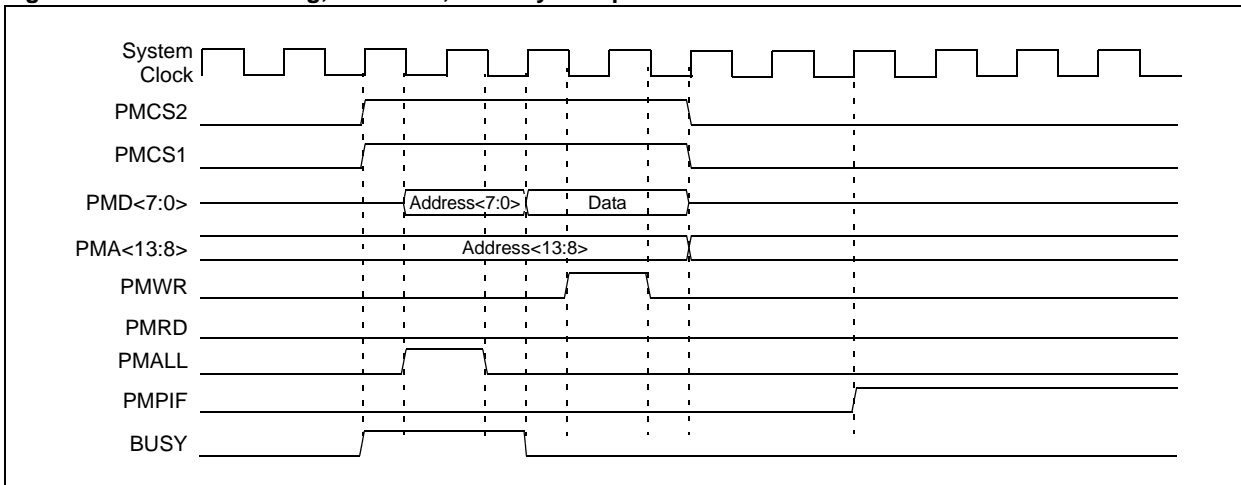 System
Clock
PMCS2
PMCS1
PMD<7:0> Address<7:0> Data
PMA<13:8> Address<13:8>
PMWR
PMRD
PMALL
PMPIF
BUSY